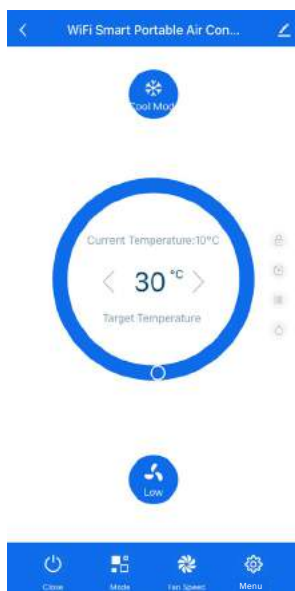 WiFi Smart Portable Air Con...
Cool Mod
Current Temperature:10°C
30 °C
Target Temperature
Low
Close Mode Fan Speed Menu